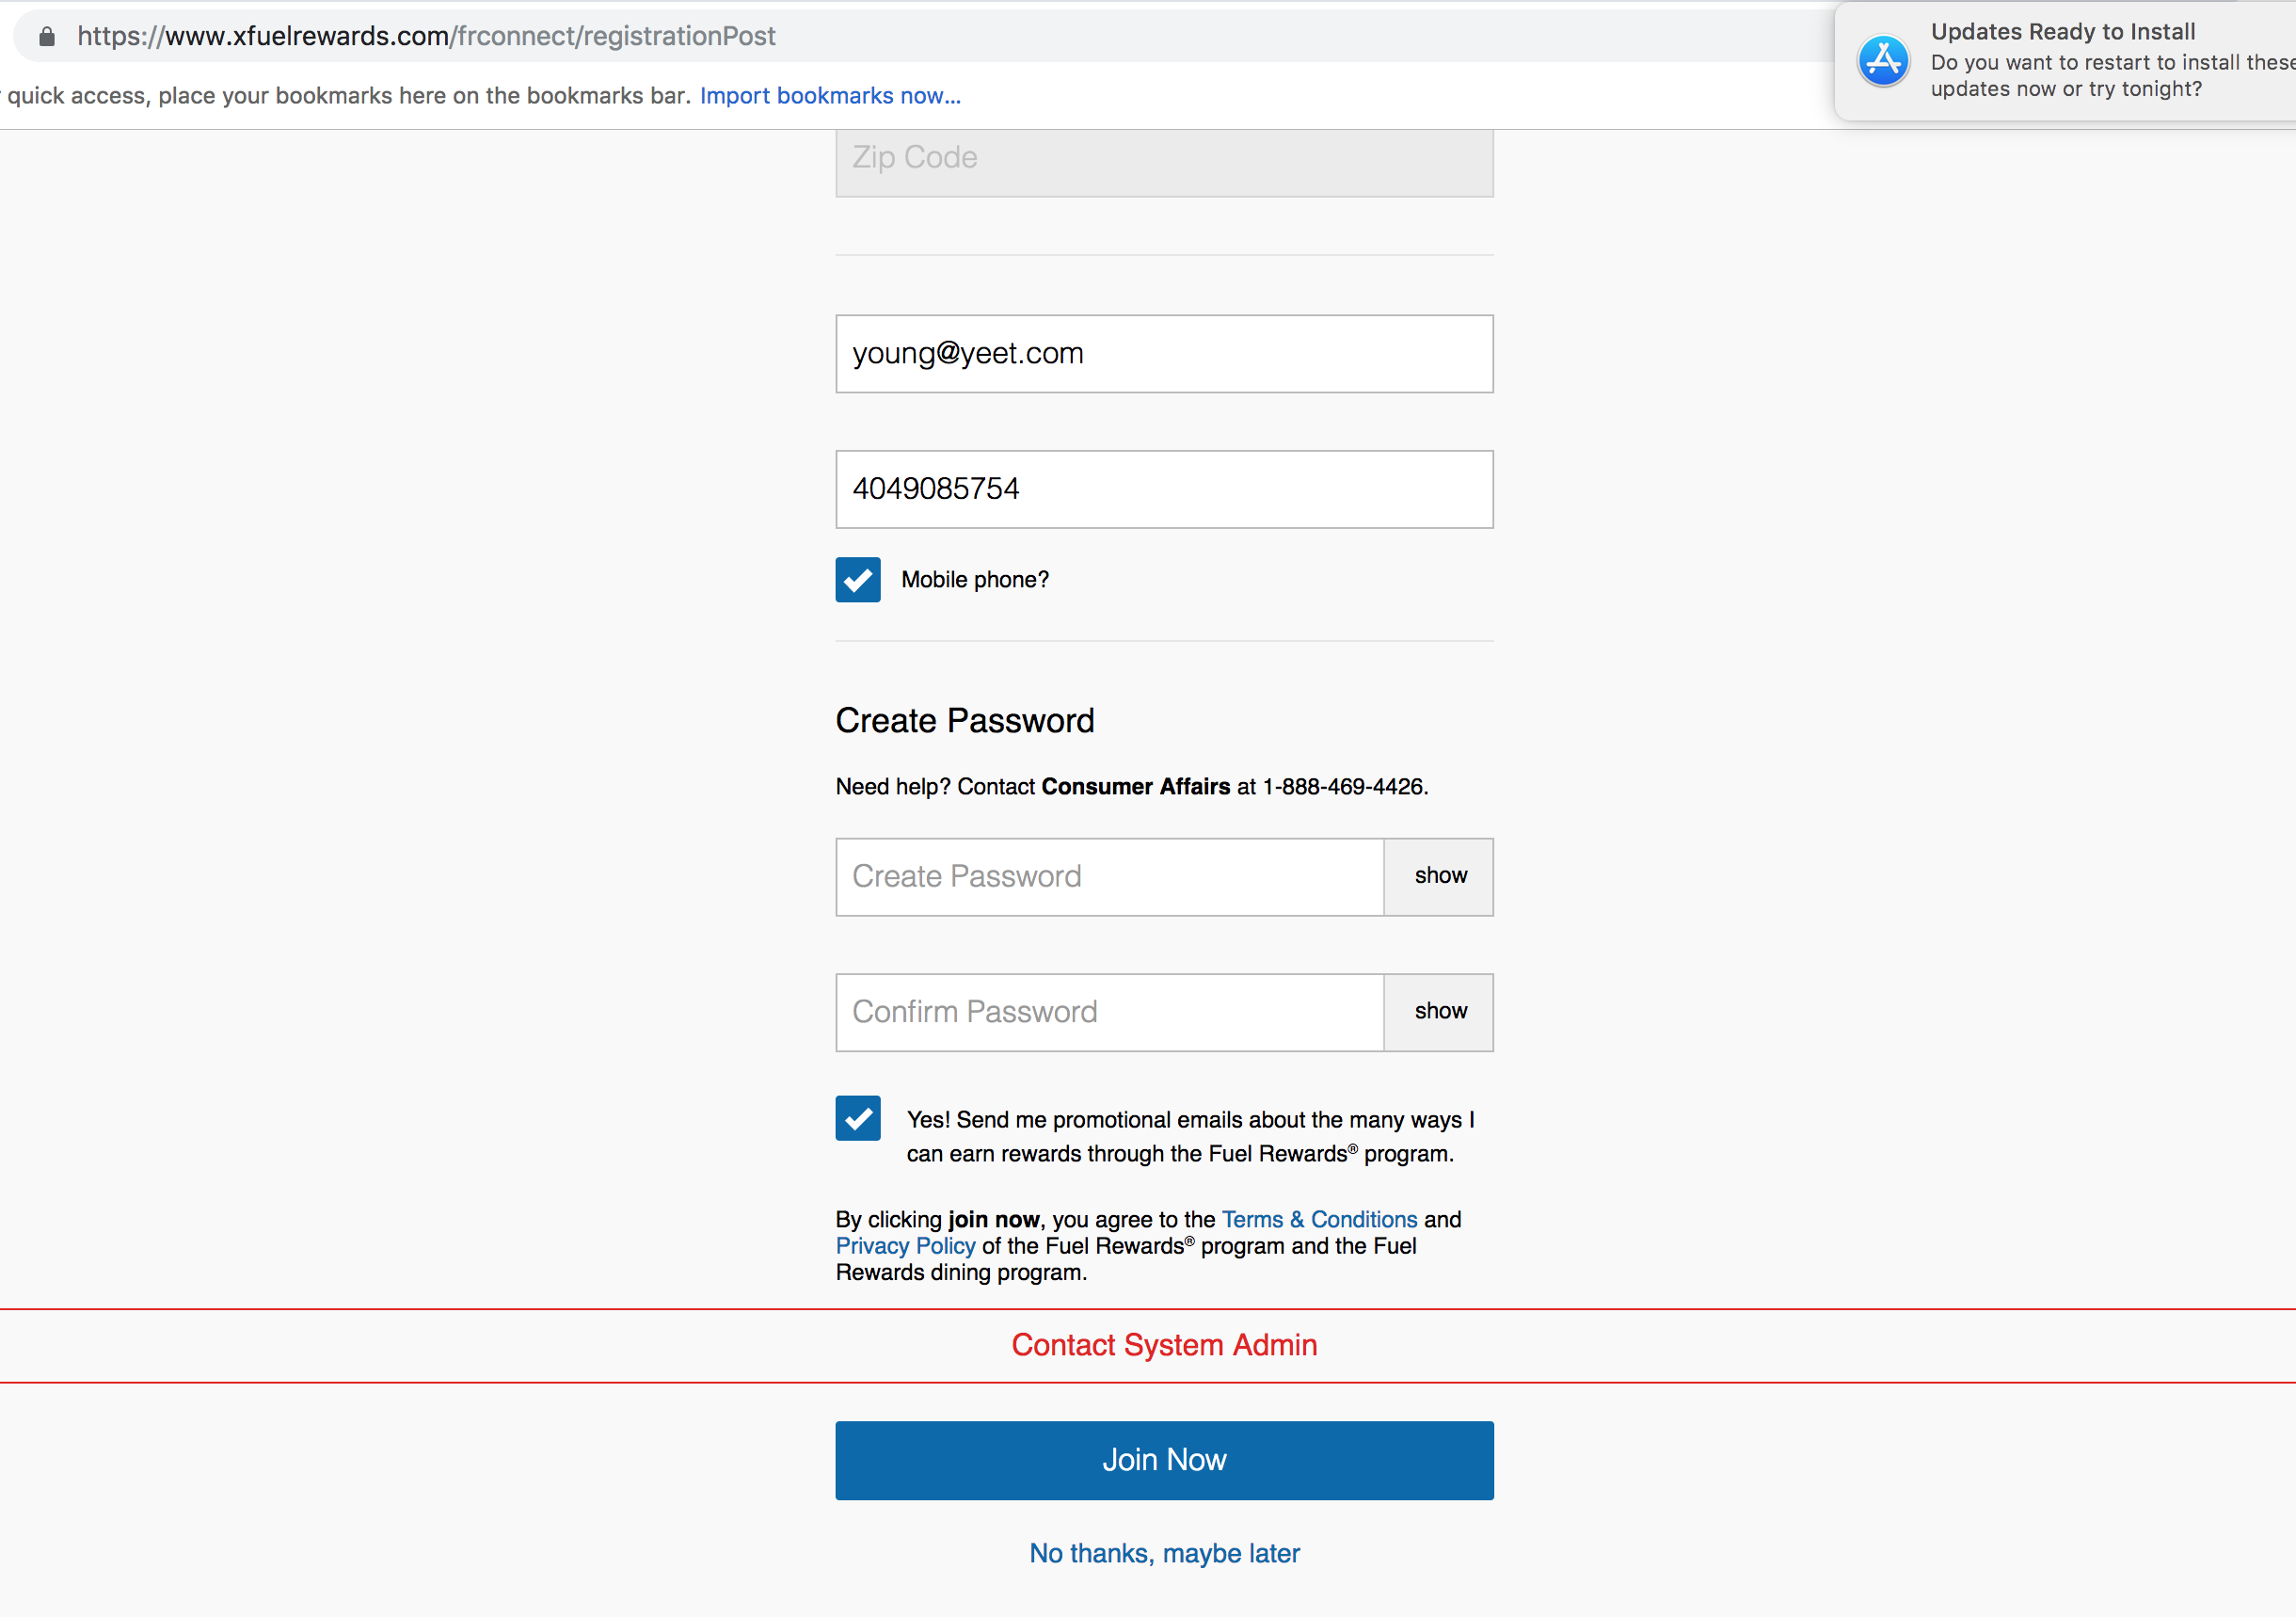 https://www.xfuelrewards.com/frconnect/registrationPost
Updates Ready to Install
Do you want to restart to install these
updates now or try tonight?
quick access, place your bookmarks here on the bookmarks bar. Import bookmarks now...
Zip Code
young@yeet.com
4049085754
Mobile phone?
Create Password
Need help? Contact Consumer Affairs at 1-888-469-4426.
Create Password show
Confirm Password show
Yes! Send me promotional emails about the many ways I
can earn rewards through the Fuel Rewards® program.
By clicking join now, you agree to the Terms & Conditions and
Privacy Policy of the Fuel Rewards® program and the Fuel
Rewards dining program.
Contact System Admin
Join Now
No thanks, maybe later